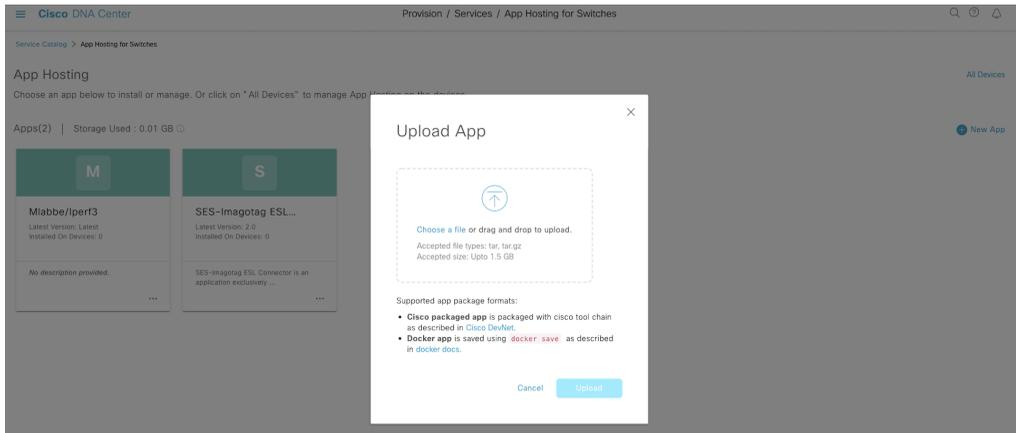 Cisco DNA Center
Provision / Services / App Hosting for Switches
Service Catalog > App Hosting for Switches
App Hosting
All Devices
Choose an app below to install or manage. Or click on "All Devices" to manage App Hosting on the devices.
Apps(2) | Storage Used : 0.01 GB
New App
M
S
Mlabbe/Iperf3
Latest Version: Latest
Installed On Devices: 0
No description provided.
...
SES-Imagotag ESL...
Latest Version: 2.0
Installed On Devices: 0
SES-Imagotag ESL Connector is an
application exclusively ...
...
Upload App
Choose a file or drag and drop to upload.
Accepted file types: tar, tar.gz
Accepted size: Upto 1.5 GB
Supported app package formats:
• Cisco packaged app is packaged with cisco tool chain
as described in Cisco DevNet.
• Docker app is saved using docker save as described
in docker docs.
Cancel
Upload